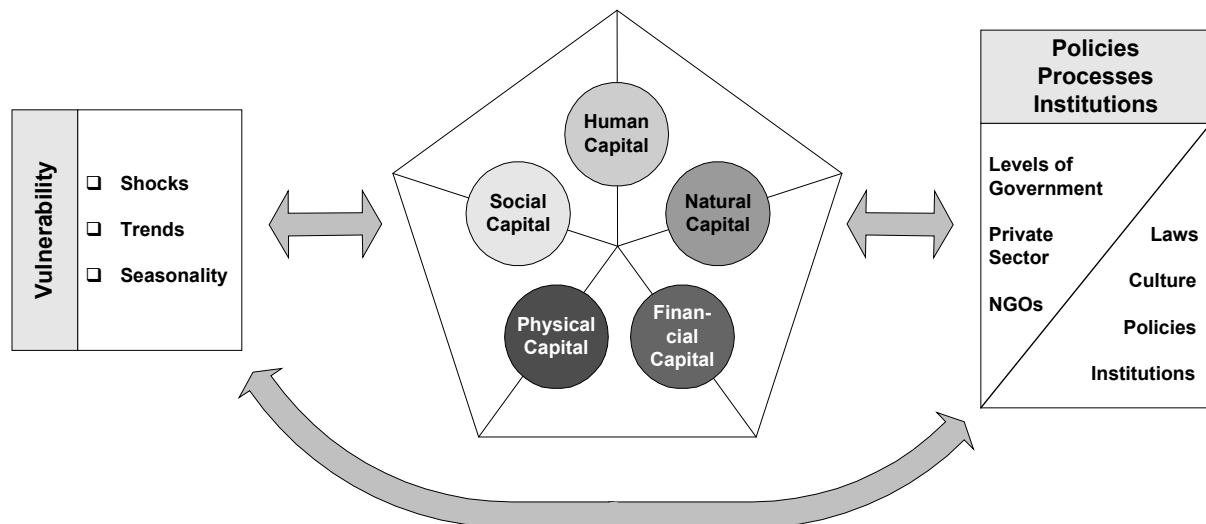 Vulnerability
❑ Shocks
❑ Trends
❑ Seasonality
Human
Capital
Social
Capital
Natural
Capital
Physical
Capital
Finan-
cial
Capital
Policies
Processes
Institutions
Levels of
Government
Private
Sector
NGOs
Laws
Culture
Policies
Institutions